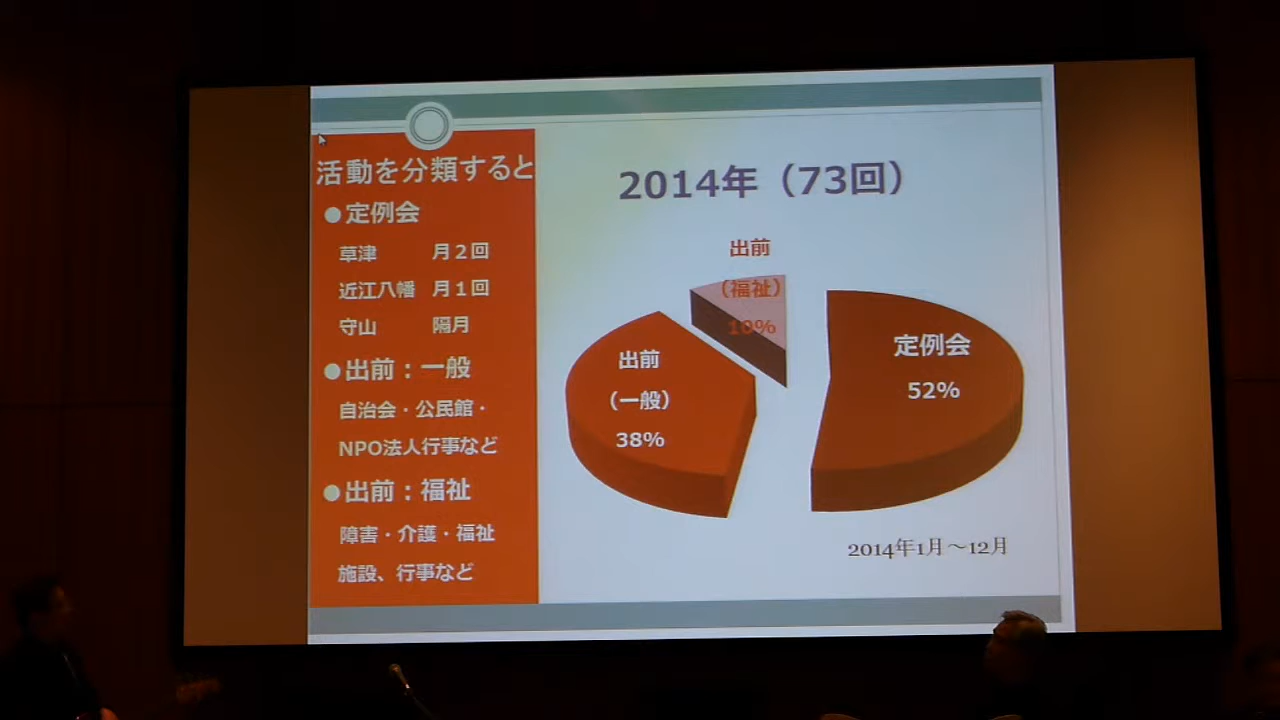 活動を分類すると
●定例会
草津 月２回
近江八幡 月１回
守山 隔月
●出前：一般
自治会・公民館・
NPO法人行事など
●出前：福祉
障害・介護・福祉
施設、行事など
2014年（73回）
出前
（福祉）
10%
出前
（一般）
38%
定例会
52%
2014年1月～12月